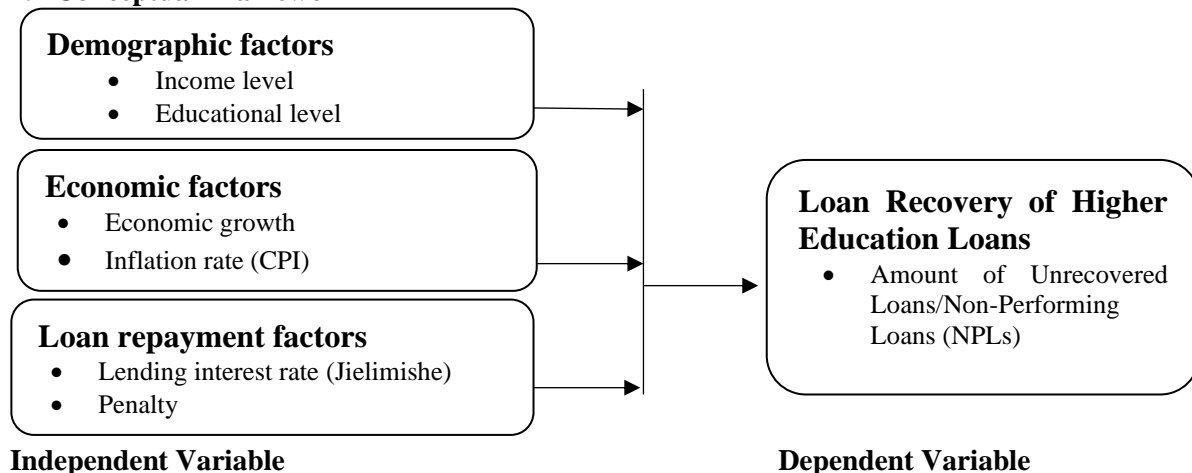 Demographic factors
• Income level
• Educational level
Economic factors
• Economic growth
• Inflation rate (CPI)
Loan repayment factors
• Lending interest rate (Jielimishe)
• Penalty
Loan Recovery of Higher
Education Loans
• Amount of Unrecovered
Loans/Non-Performing
Loans (NPLs)
Independent Variable
Dependent Variable